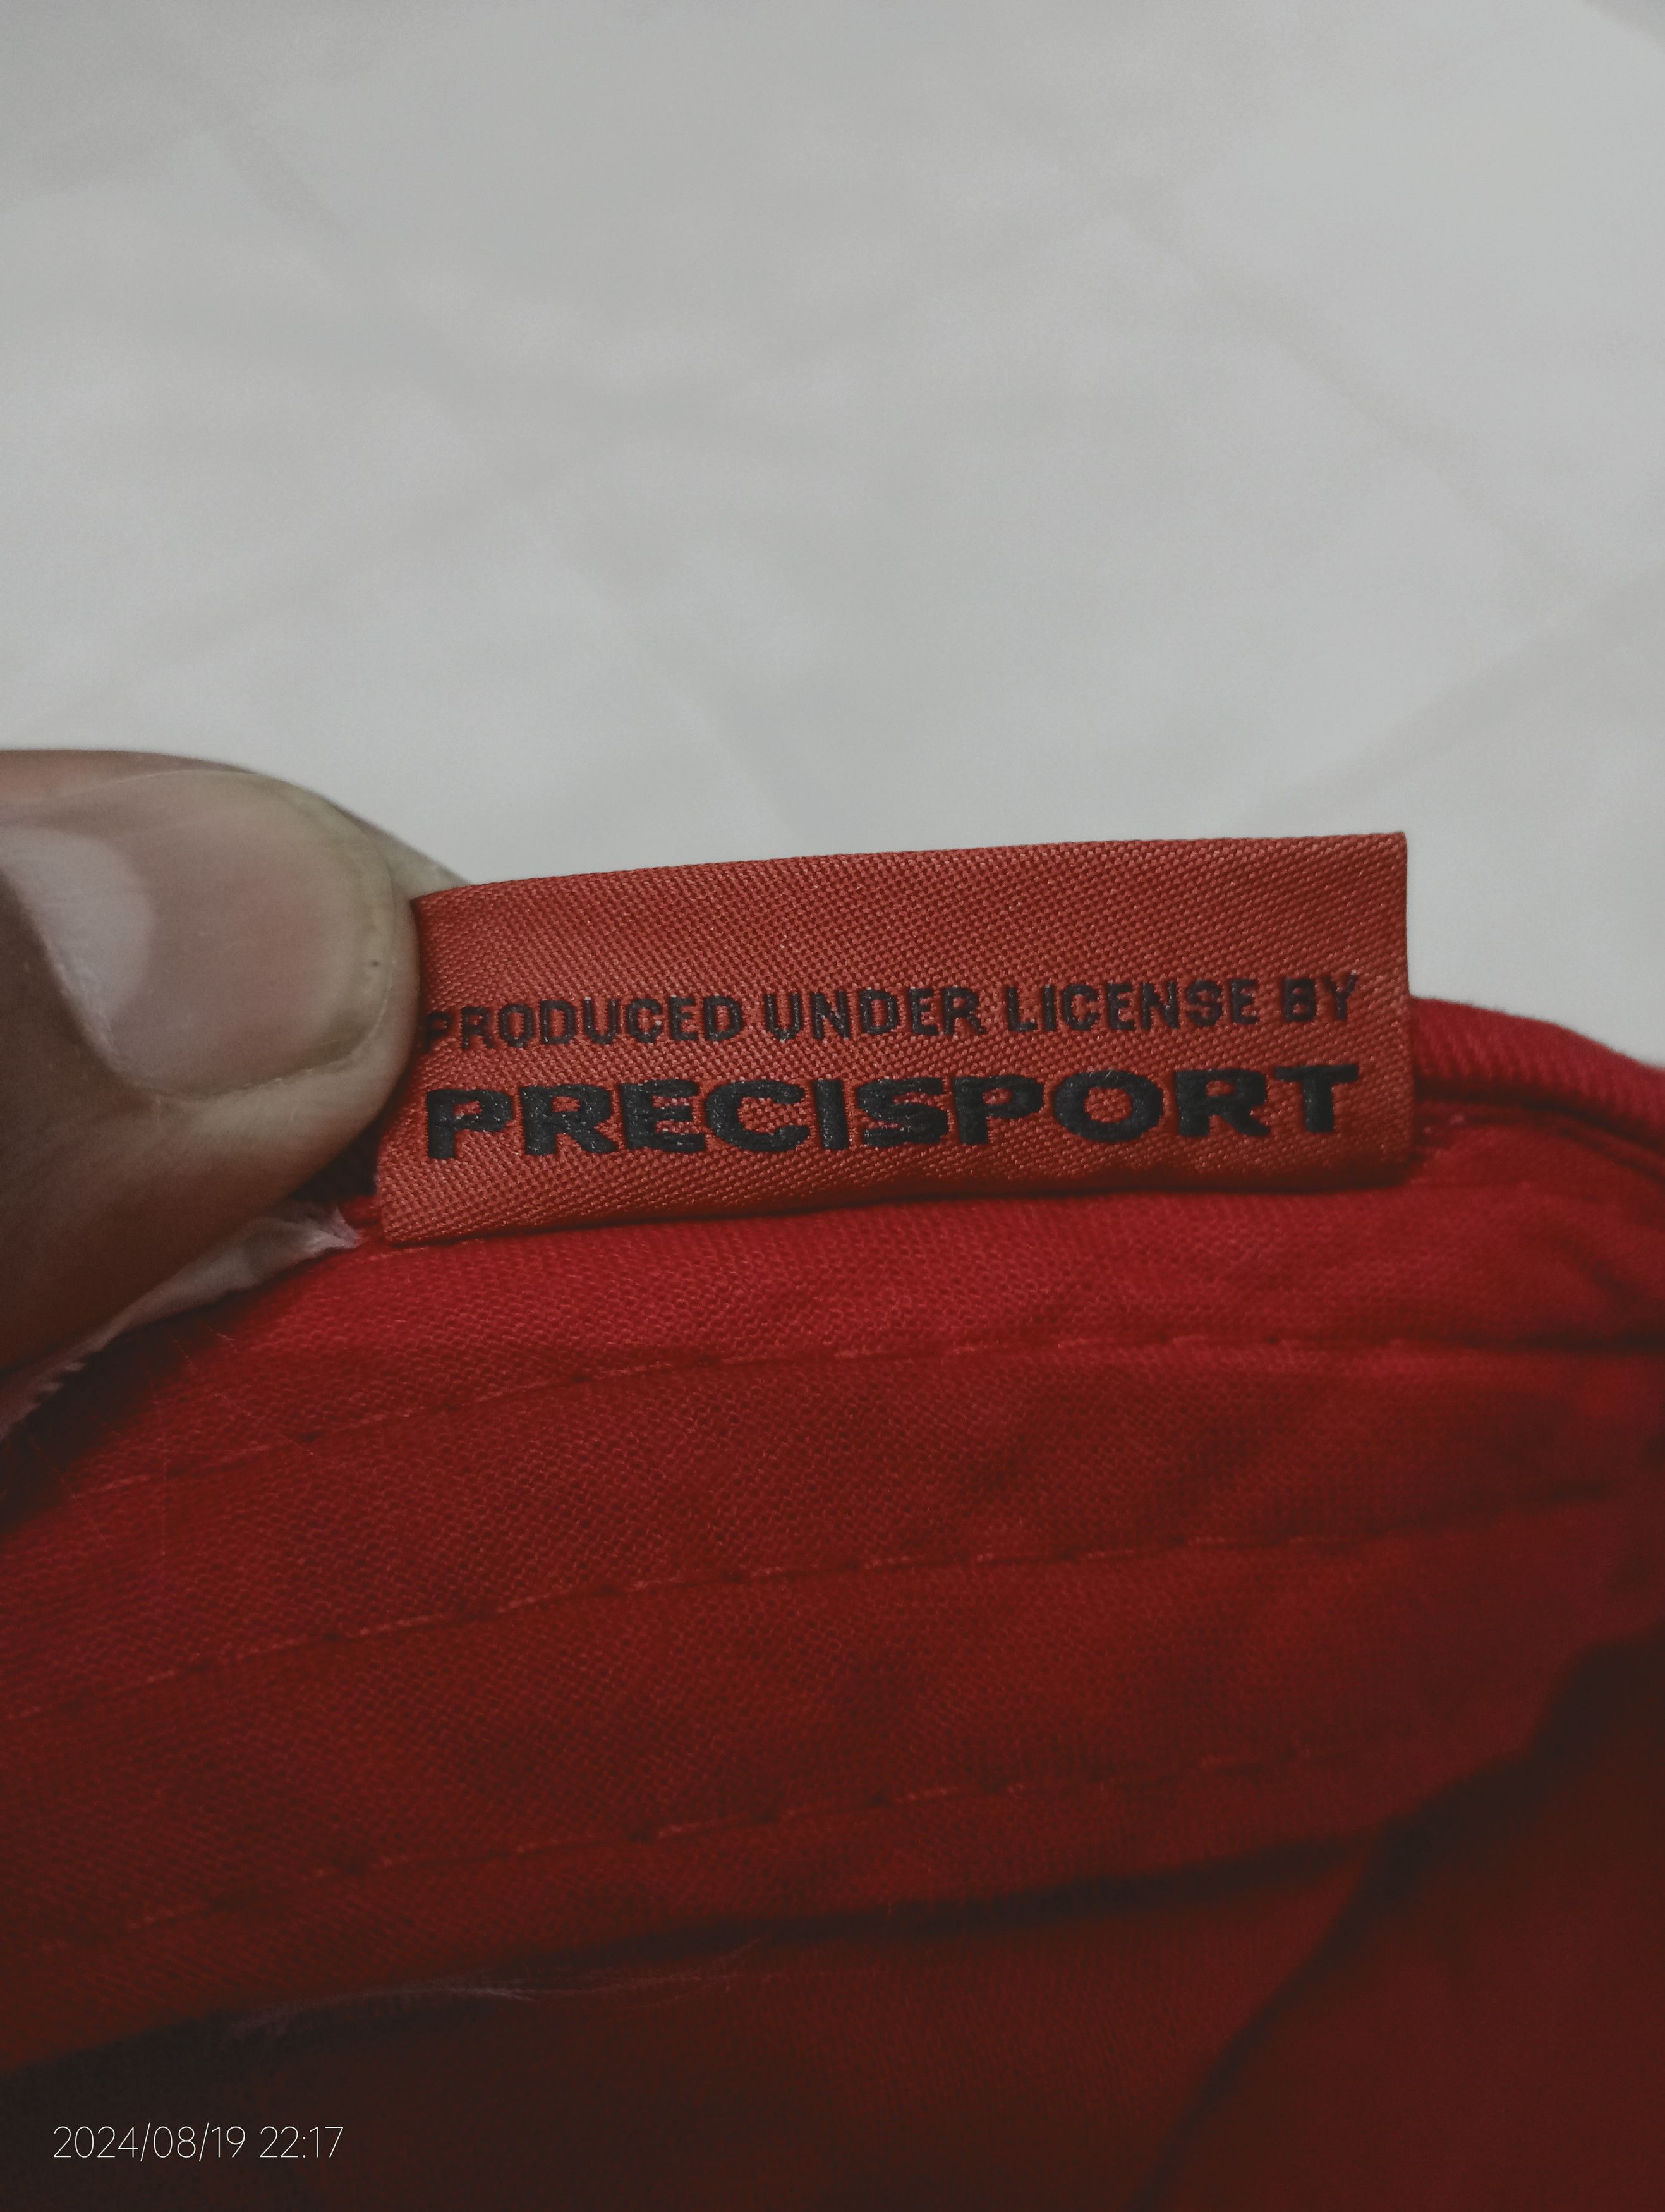 PRODUCED UNDER LICENSE BY
PRECISPORT
2024/08/19 22:17